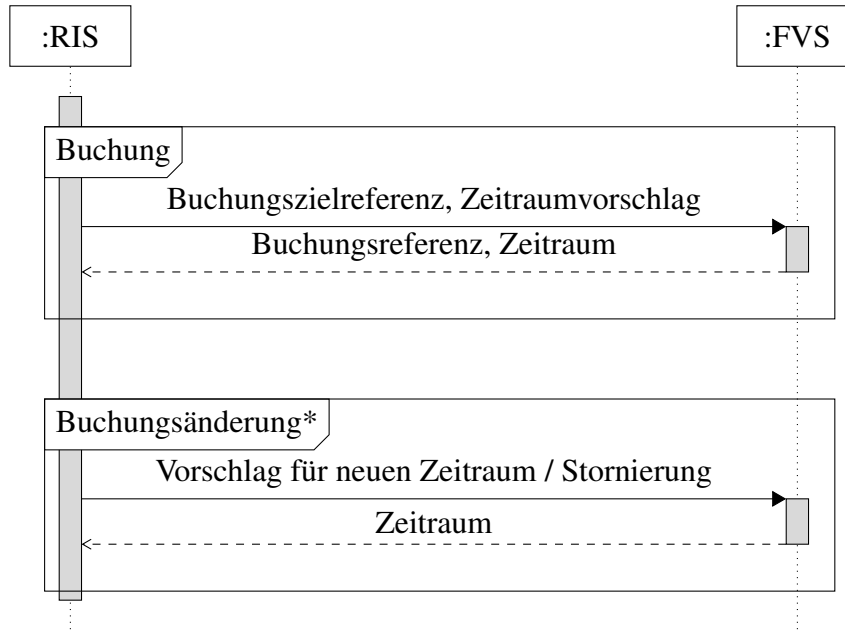 :RIS
:FVS
Buchung
Buchungszielreferenz, Zeitraumvorschlag
Buchungsreferenz, Zeitraum
Buchungsänderung*
Vorschlag für neuen Zeitraum / Stornierung
Zeitraum